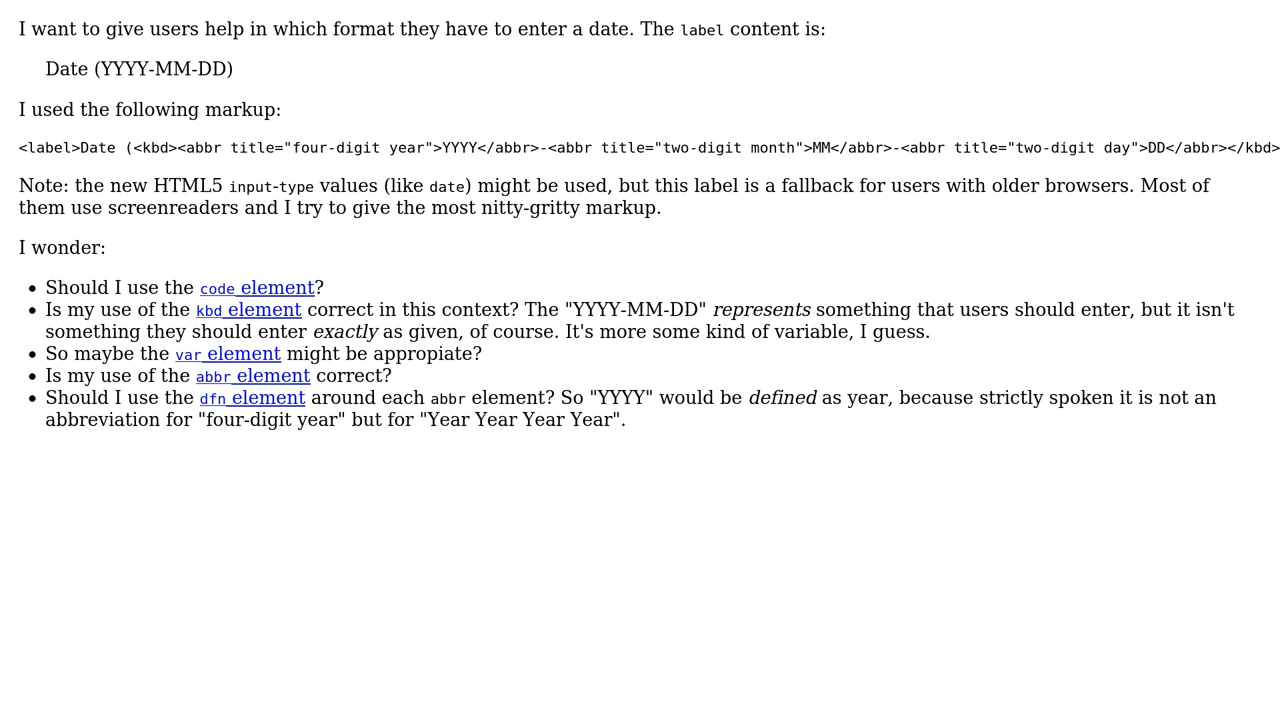 I want to give users help in which format they have to enter a date. The label content is:
Date (YYYY-MM-DD)
I used the following markup:
<label>Date (<kbd><abbr title="four-digit year">YYYY</abbr>-<abbr title="two-digit month">MM</abbr>-<abbr title="two-digit day">DD</abbr></kbd>
Note: the new HTML5 input-type values (like date) might be used, but this label is a fallback for users with older browsers. Most of
them use screenreaders and I try to give the most nitty-gritty markup.
I wonder:
• Should I use the code element?
• Is my use of the kbd element correct in this context? The "YYYY-MM-DD" represents something that users should enter, but it isn't
something they should enter exactly as given, of course. It's more some kind of variable, I guess.
• So maybe the var element might be appropiate?
• Is my use of the abbr element correct?
• Should I use the dfn element around each abbr element? So "YYYY" would be defined as year, because strictly spoken it is not an
abbreviation for "four-digit year" but for "Year Year Year Year".